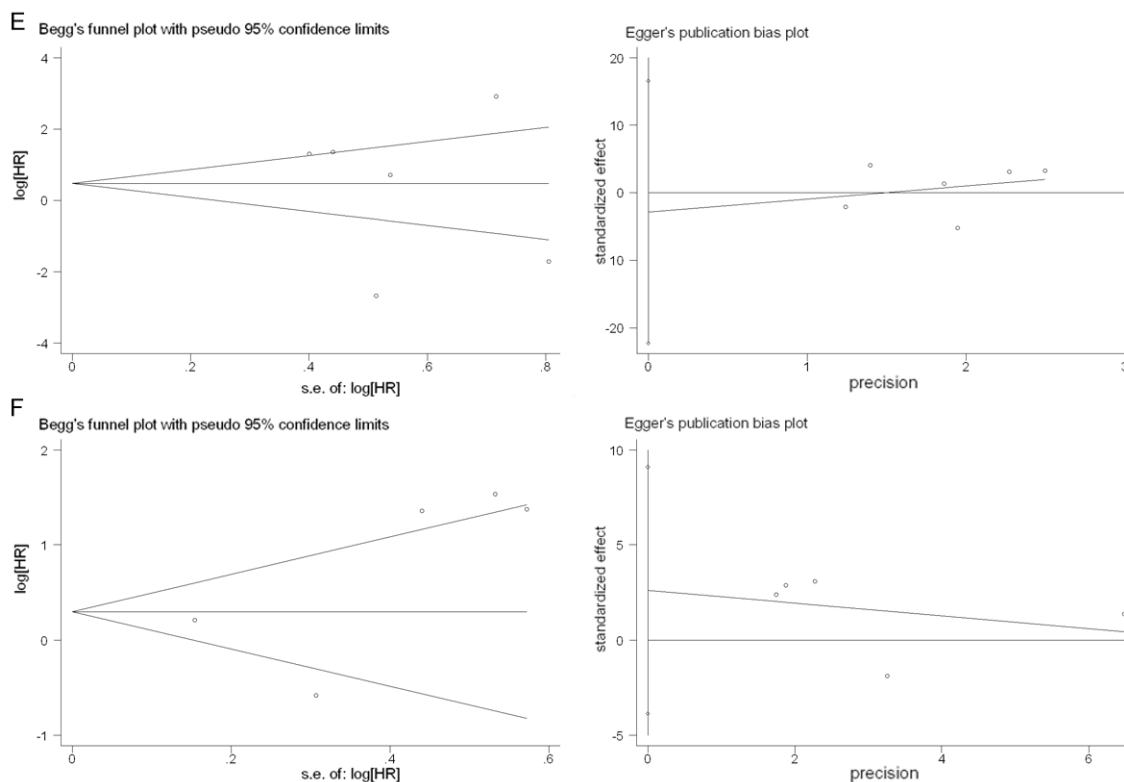 E
Begg's funnel plot with pseudo 95% confidence limits
log[HR]
4
2
0
-2
-4
0 .2 .4 .6 .8
s.e. of: log[HR]
Egger's publication bias plot
standardized effect
20
10
0
-10
-20
0 1 2 3
precision
F
Begg's funnel plot with pseudo 95% confidence limits
log[HR]
2
1
0
-1
0 .2 .4 .6
s.e. of: log[HR]
Egger's publication bias plot
standardized effect
10
5
0
-5
0 2 4 6
precision